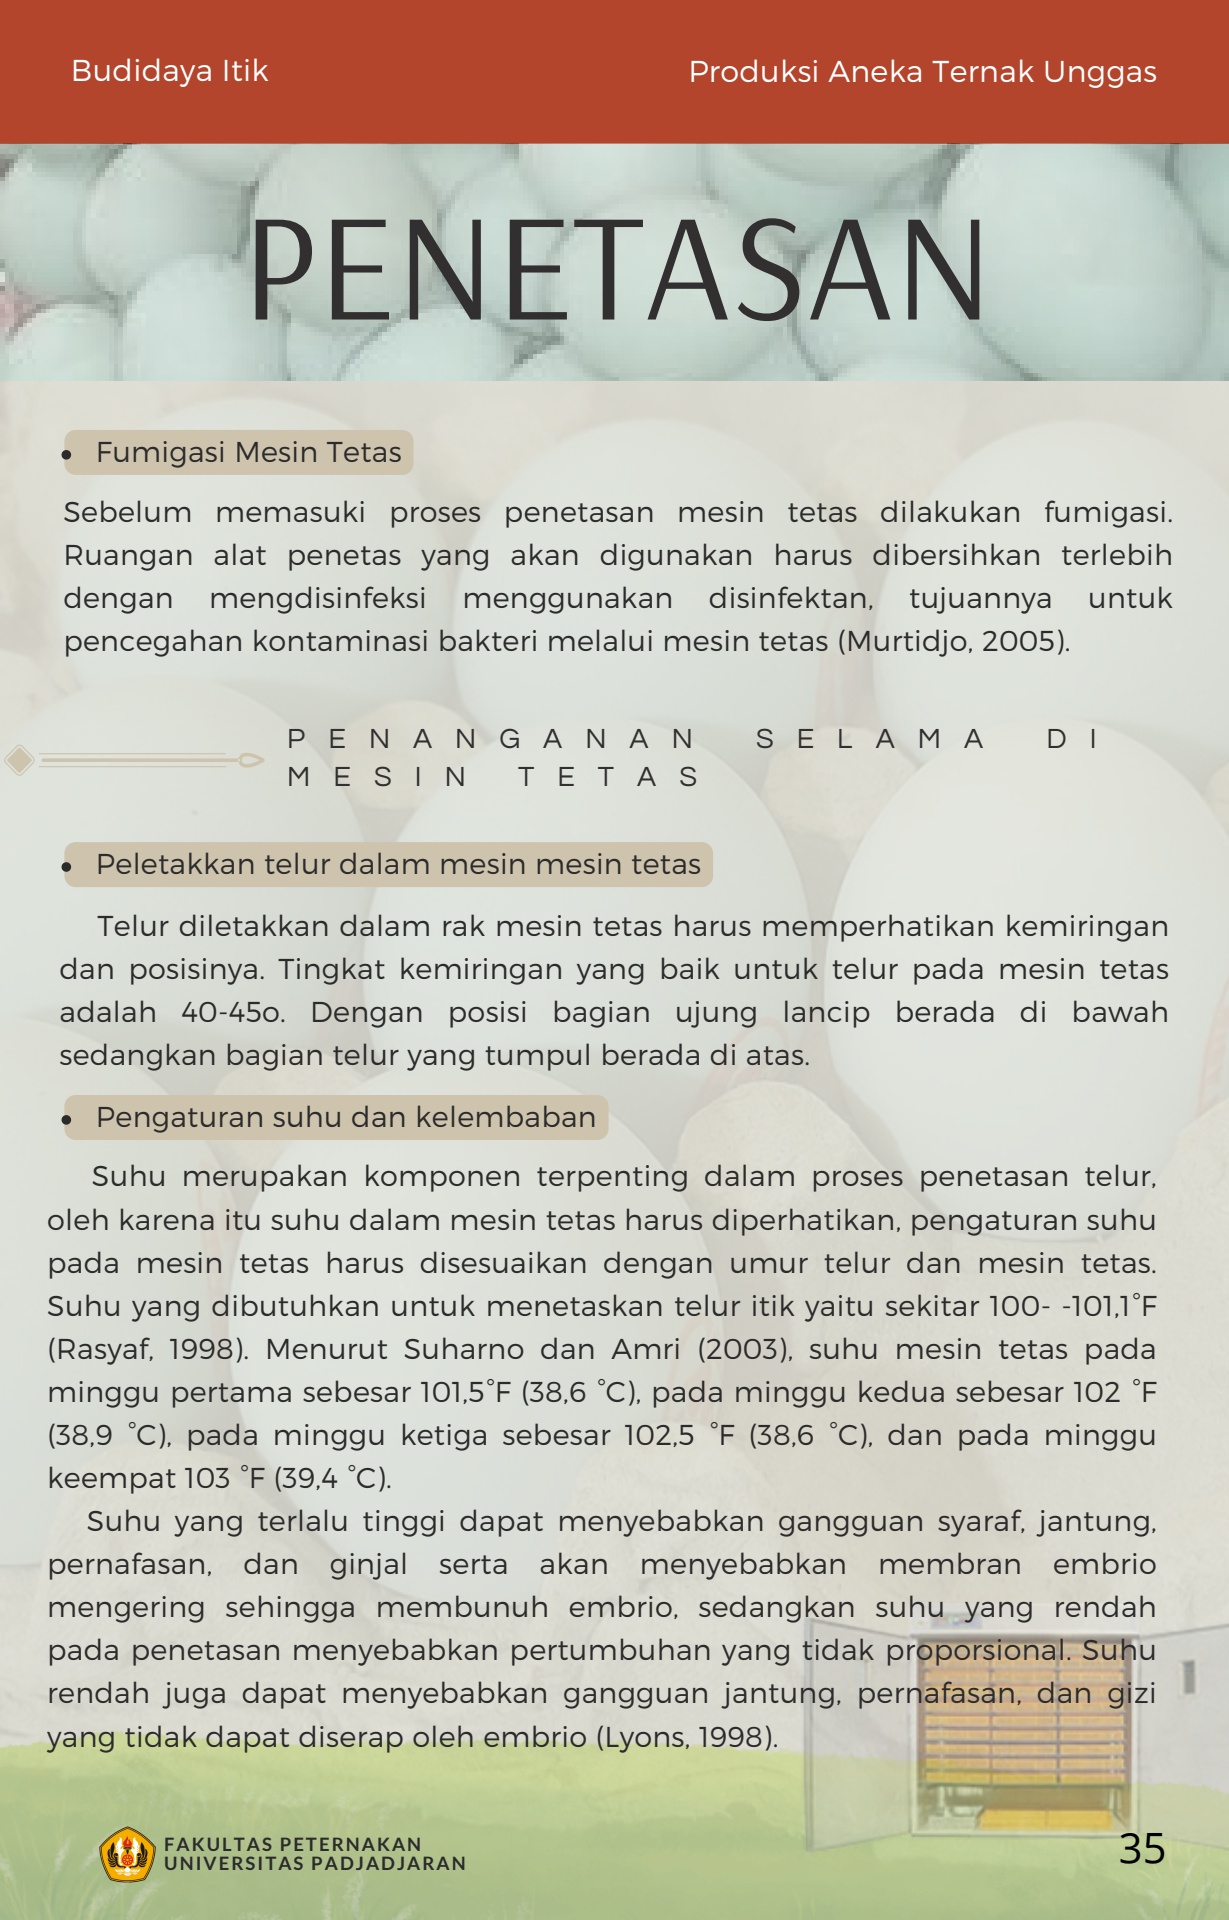 Budidaya Itik
Produksi Aneka Ternak Unggas
PENETASAN
• Fumigasi Mesin Tetas
Sebelum memasuki proses penetasan mesin tetas dilakukan fumigasi.
Ruangan alat penetas yang akan digunakan harus dibersihkan terlebih
dengan mengdisinfeksi menggunakan disinfektan, tujuannya untuk
pencegahan kontaminasi bakteri melalui mesin tetas (Murtidjo, 2005).
PENANGANAN SELAMA DI
MESIN TETAS
• Peletakkan telur dalam mesin mesin tetas
Telur diletakkan dalam rak mesin tetas harus memperhatikan kemiringan
dan posisinya. Tingkat kemiringan yang baik untuk telur pada mesin tetas
adalah 40-45o. Dengan posisi bagian ujung lancip berada di bawah
sedangkan bagian telur yang tumpul berada di atas.
• Pengaturan suhu dan kelembaban
Suhu merupakan komponen terpenting dalam proses penetasan telur,
oleh karena itu suhu dalam mesin tetas harus diperhatikan, pengaturan suhu
pada mesin tetas harus disesuaikan dengan umur telur dan mesin tetas.
Suhu yang dibutuhkan untuk menetaskan telur itik yaitu sekitar 100- -101,1°F
(Rasyaf, 1998). Menurut Suharno dan Amri (2003), suhu mesin tetas pada
minggu pertama sebesar 101,5°F (38,6 °C), pada minggu kedua sebesar 102 °F
(38,9 °C), pada minggu ketiga sebesar 102,5 °F (38,6 °C), dan pada minggu
keempat 103 °F (39,4 °C).
Suhu yang terlalu tinggi dapat menyebabkan gangguan syaraf, jantung,
pernafasan, dan ginjal serta akan menyebabkan membran embrio
mengering sehingga membunuh embrio, sedangkan suhu yang rendah
pada penetasan menyebabkan pertumbuhan yang tidak proporsional. Suhu
rendah juga dapat menyebabkan gangguan jantung, pernafasan, dan gizi
yang tidak dapat diserap oleh embrio (Lyons, 1998).
FAKULTAS PETERNAKAN
UNIVERSITAS PADJADJARAN
35